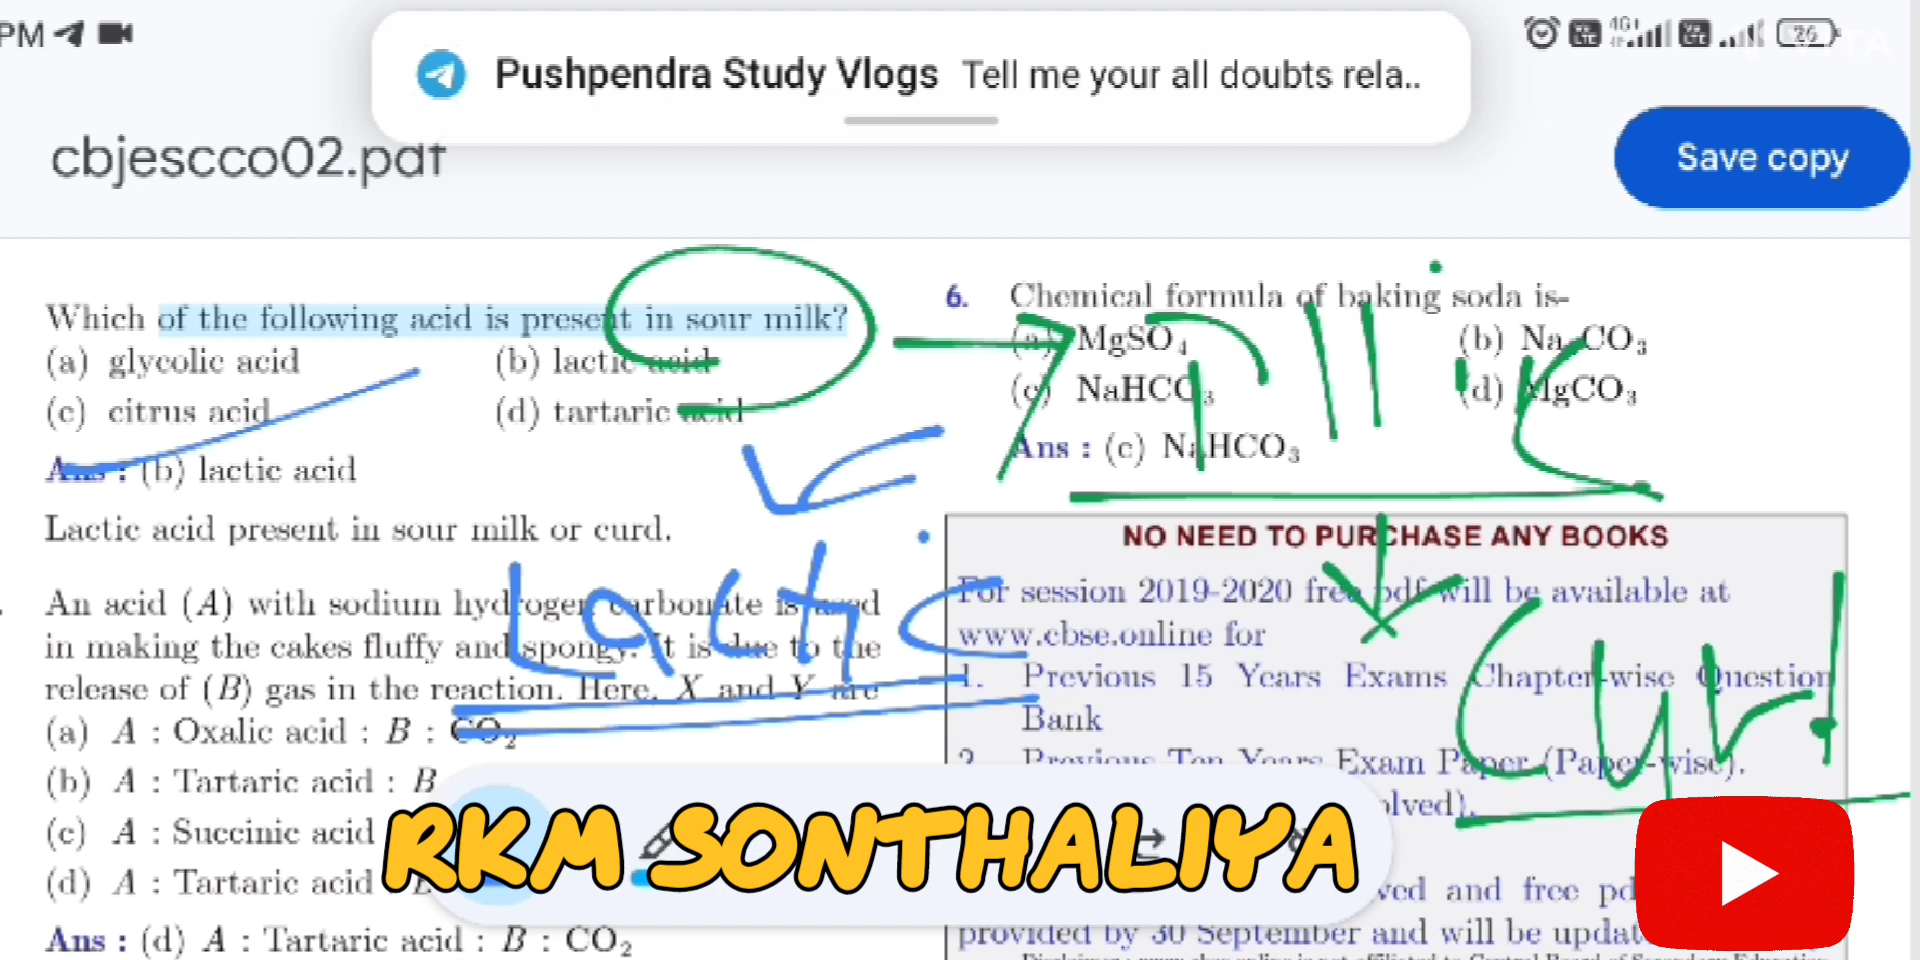 PM
26
Pushpendra Study Vlogs Tell me your all doubts rela..
cbjescco02.pdf
Save copy
Which of the following acid is present in sour milk?
(a) glycolic acid (b) lactic acid
(c) citrus acid (d) tartaric acid
Ans : (b) lactic acid
Lactic acid present in sour milk or curd.
Lactic
An acid (A) with sodium hydrogen carbonate is used
in making the cakes fluffy and spongy. It is due to the
release of (B) gas in the reaction. Here, X and Y are
(a) A : Oxalic acid : B : CO₂
(b) A : Tartaric acid : B
(c) A : Succinic acid
(d) A : Tartaric acid
Ans : (d) A : Tartaric acid : B : CO₂
6. Chemical formula of baking soda is-
(a) MgSO₄ (b) Na₂CO₃
(c) NaHCO₃ (d) MgCO₃
Ans : (c) NaHCO₃
NO NEED TO PURCHASE ANY BOOKS
For session 2019-2020 free pdf will be available at
www.cbse.online for
1. Previous 15 Years Exams Chapter-wise Question
Bank
2. Previous Ten Years Exam Paper (Paper-wise).
olved).
ved and free pd
provided by 30 September and will be updat
RKM SONTHALIYA